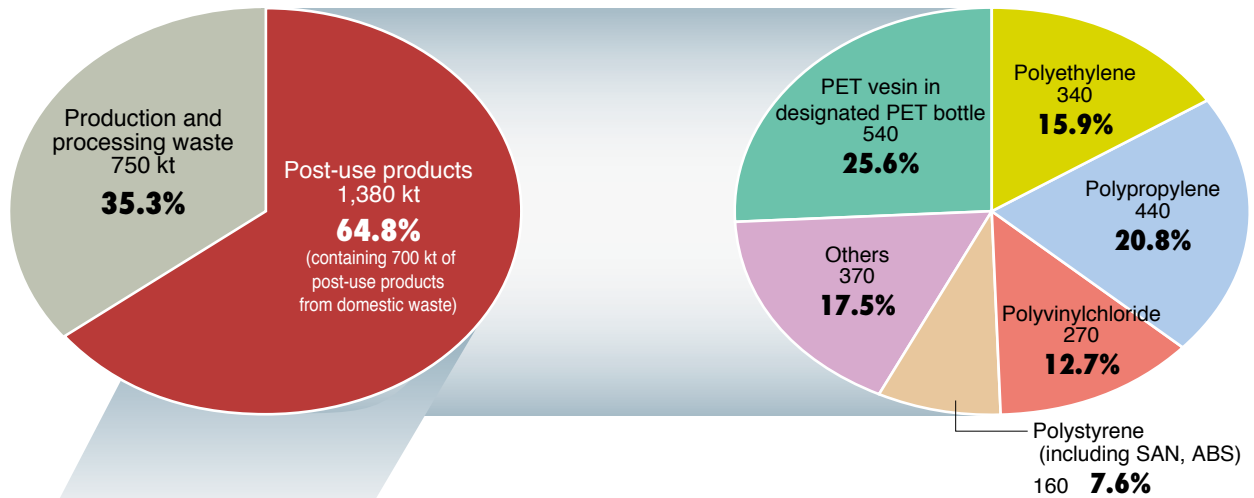 Production and
processing waste
750 kt
35.3%
Post-use products
1,380 kt
64.8%
(containing 700 kt of
post-use products
from domestic waste)
PET vesin in
designated PET bottle
540
25.6%
Polyethylene
340
15.9%
Polypropylene
440
20.8%
Others
370
17.5%
Polyvinylchloride
270
12.7%
Polystyrene
(including SAN, ABS)
160 7.6%